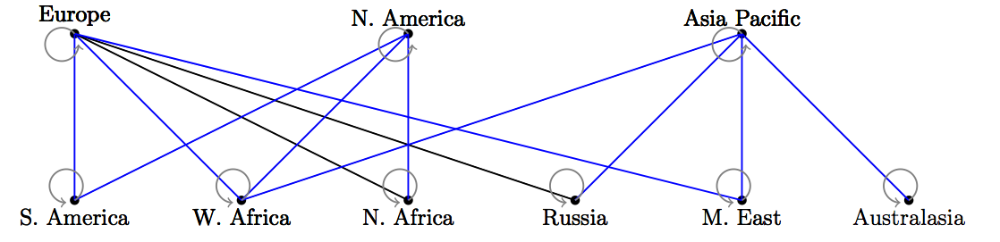 Europe
N. America
Asia Pacific
S. America
W. Africa
N. Africa
Russia
M. East
Australasia